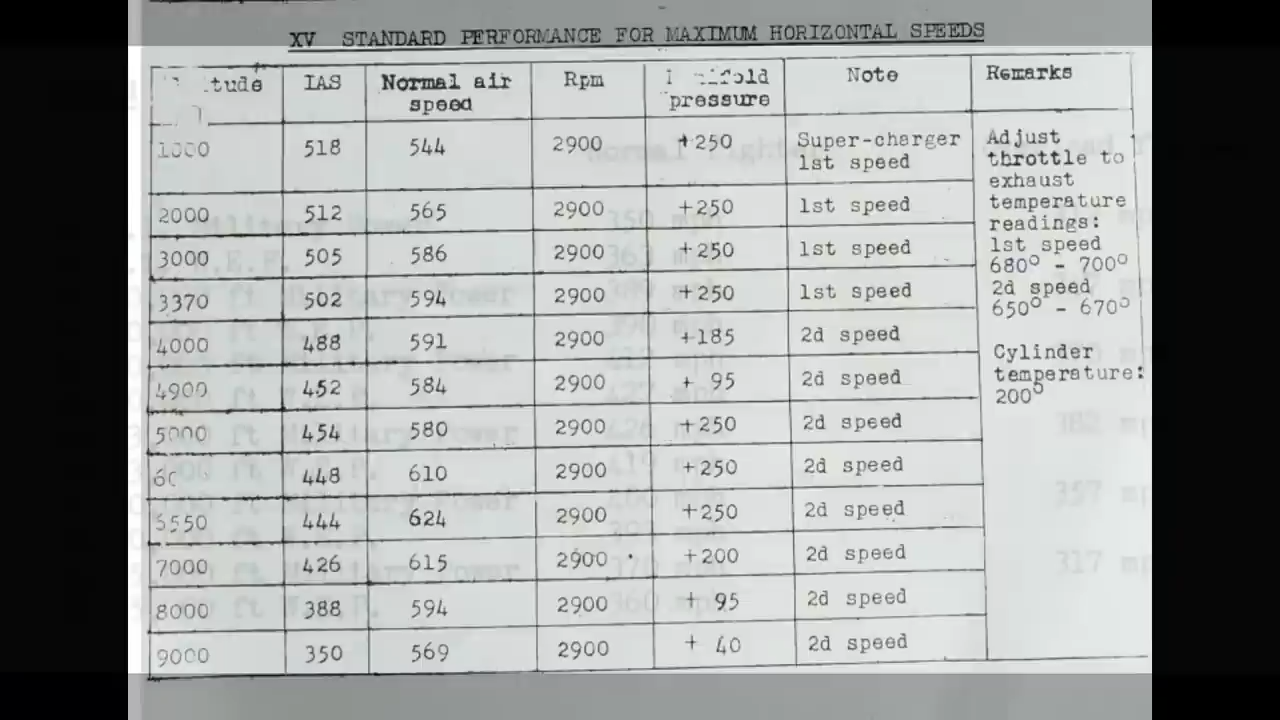 XV STANDARD PERFORMANCE FOR MAXIMUM HORIZONTAL SPEEDS
tude IAS Normal air speed Rpm pressure Note Remarks
1000 518 544 2900 +250 Super-charger 1st speed
2000 512 565 2900 +250 1st speed
3000 505 586 2900 +250 1st speed
3370 502 594 2900 +250 1st speed
4000 488 591 2900 +185 2d speed
4900 452 584 2900 + 95 2d speed
5000 454 580 2900 +250 2d speed
448 610 2900 +250 2d speed
444 624 2900 +250 2d speed
7000 426 615 2900 +200 2d speed
8000 388 594 2900 + 95 2d speed
9000 350 569 2900 + 40 2d speed
Adjust
throttle to
exhaust
temperature
readings:
1st speed
680° - 700°
2d speed
650° - 670°
Cylinder
temperature:
200°